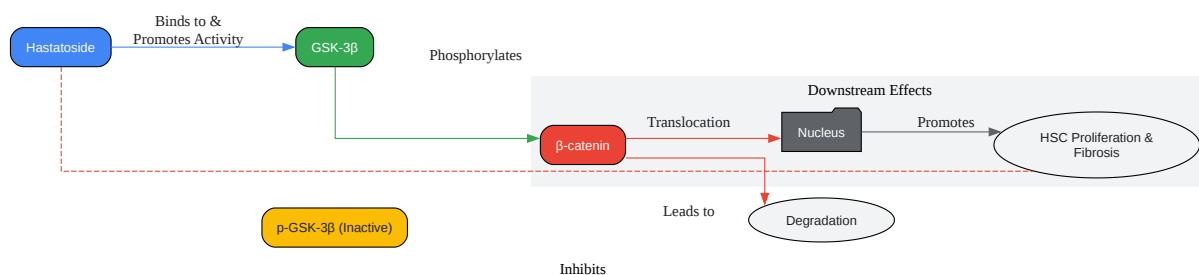 Binds to &
Promotes Activity
Hastatoside
GSK-3β
Phosphorylates
Downstream Effects
Translocation
Nucleus
Promotes
HSC Proliferation &
Fibrosis
β-catenin
Leads to
Degradation
p-GSK-3β (Inactive)
Inhibits